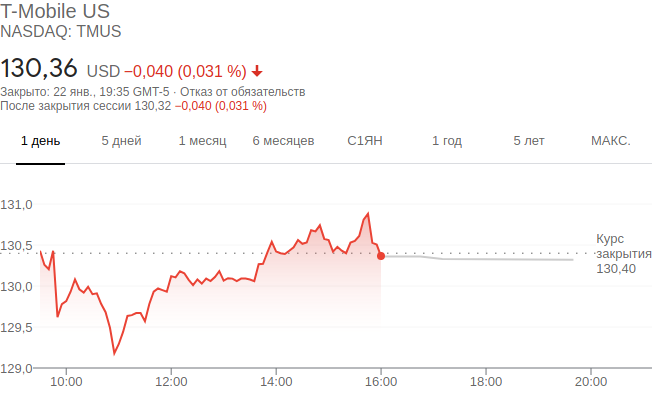 T-Mobile US
NASDAQ: TMUS
130,36 USD −0,040 (0,031 %)
Закрыто: 22 янв., 19:35 GMT-5 · Отказ от обязательств
После закрытия сессии 130,32 −0,040 (0,031 %)
1 день 5 дней 1 месяц 6 месяцев С1ЯН 1 год 5 лет МАКС.
131,0
130,5
130,0
129,5
129,0
Курс
закрытия
130,40
10:00 12:00 14:00 16:00 18:00 20:00